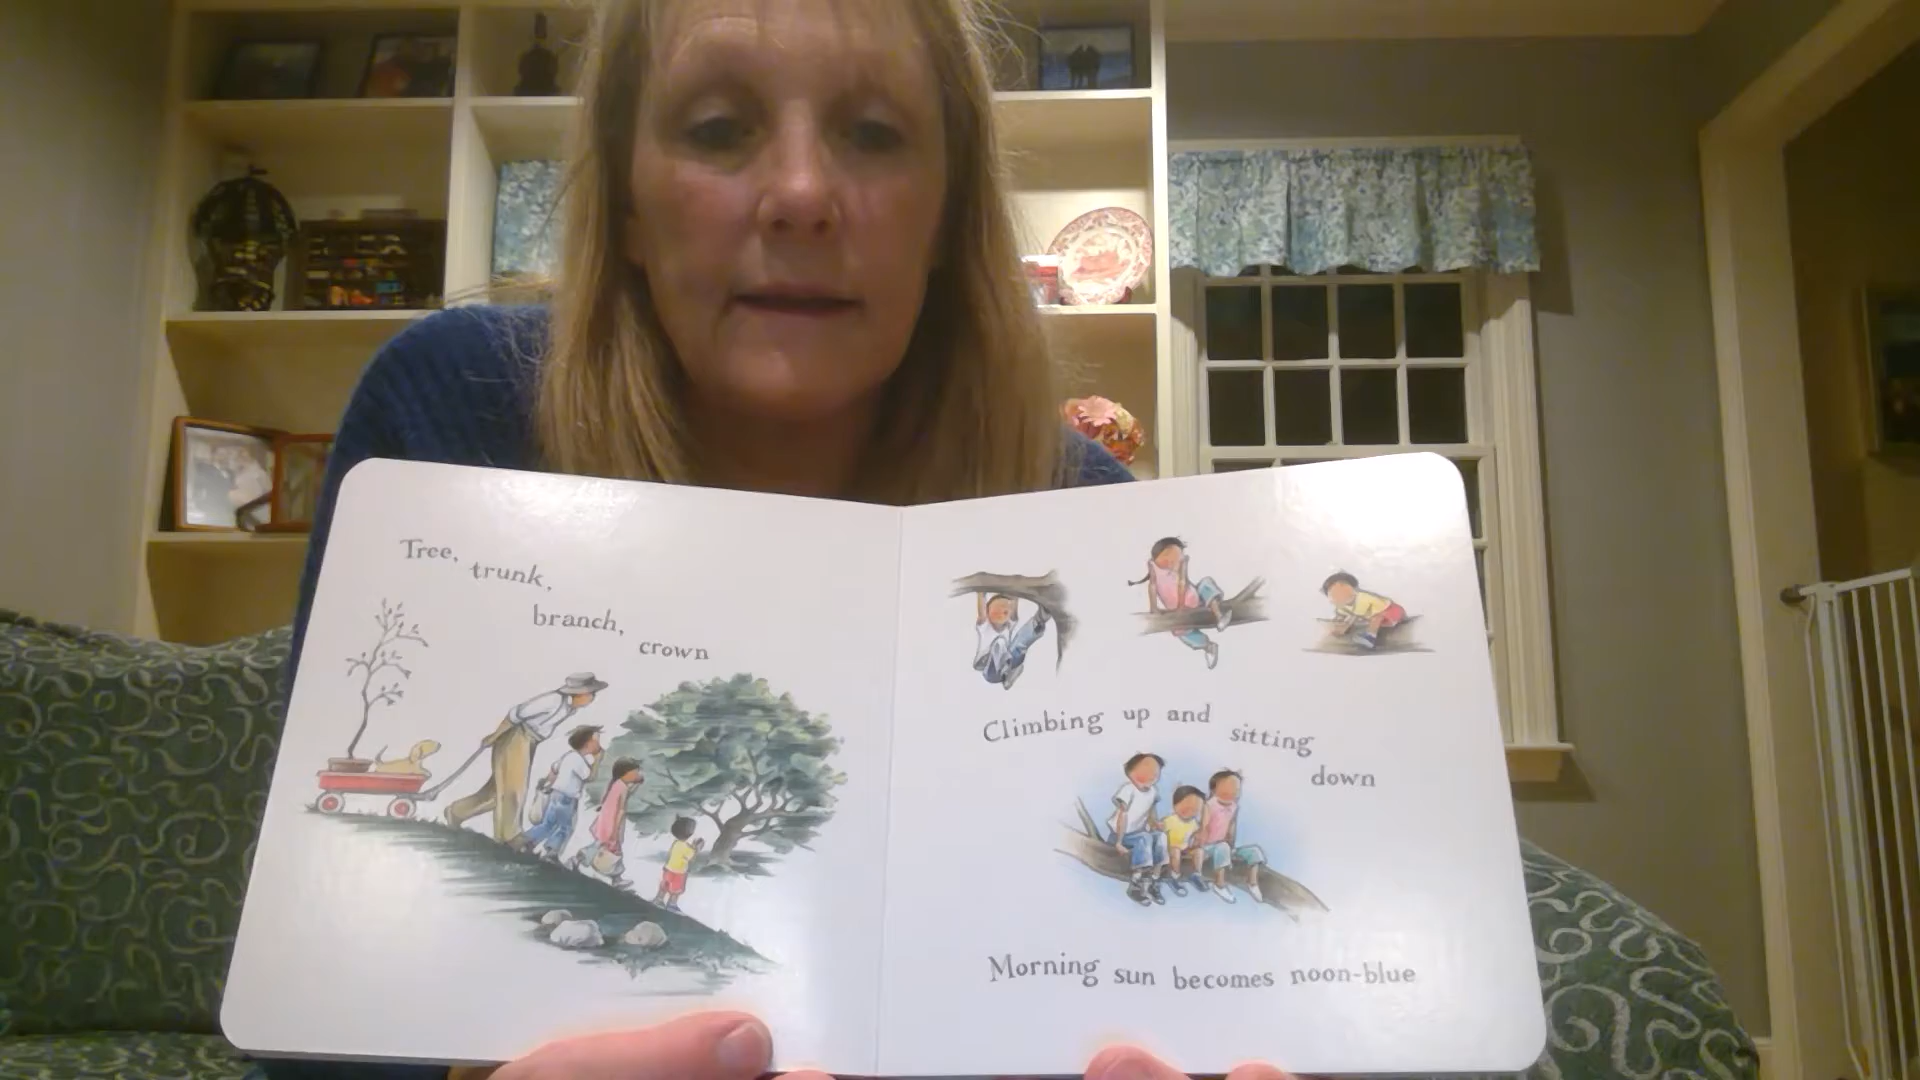 Tree, trunk,
branch, crown
Climbing up and sitting
down
Morning sun becomes noon-blue